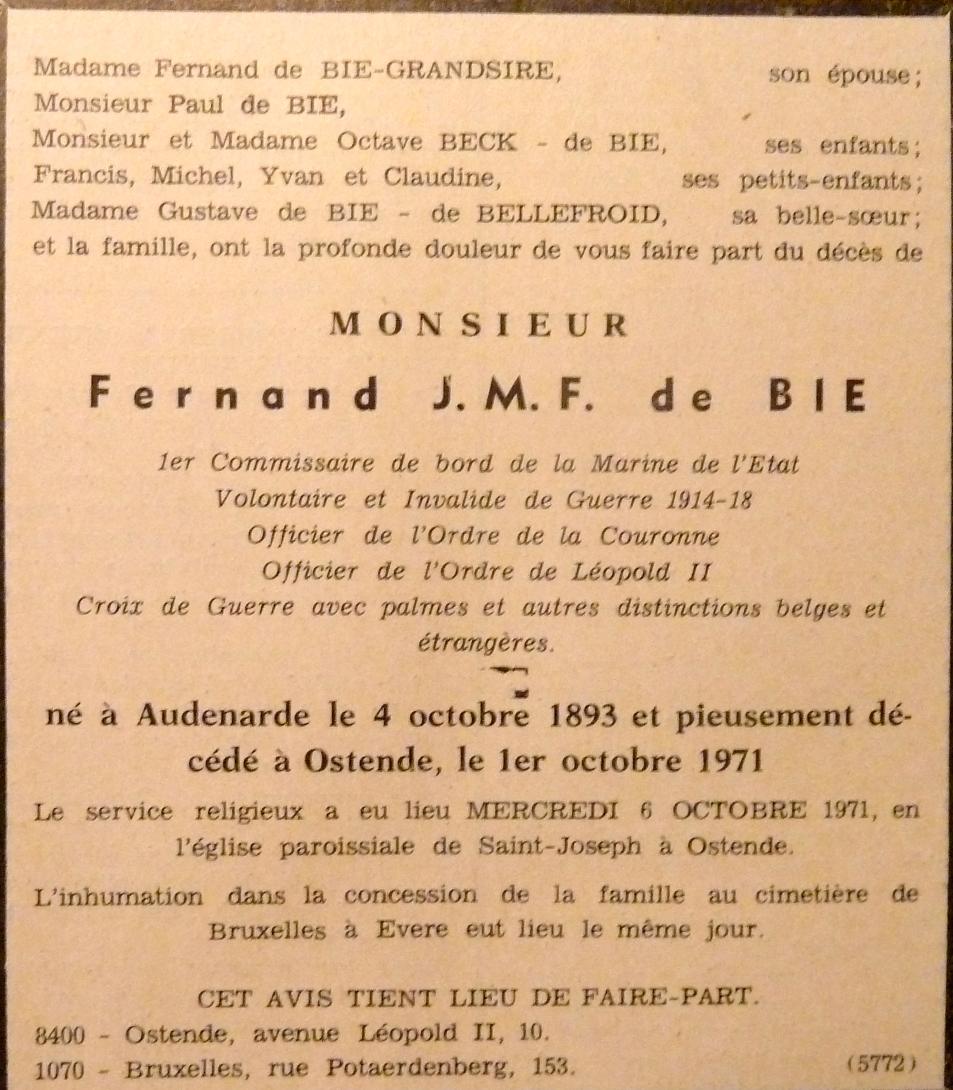 Madame Fernand de BIE-GRANDSIRE, son épouse;
Monsieur Paul de BIE,
Monsieur et Madame Octave BECK - de BIE, ses enfants;
Francis, Michel, Yvan et Claudine, ses petits-enfants;
Madame Gustave de BIE - de BELLEFROID, sa belle-sœur;
et la famille, ont la profonde douleur de vous faire part du décès de
MONSIEUR
Fernand J.M.F. de BIE
1er Commissaire de bord de la Marine de l'Etat
Volontaire et Invalide de Guerre 1914-18
Officier de l'Ordre de la Couronne
Officier de l'Ordre de Léopold II
Croix de Guerre avec palmes et autres distinctions belges et
étrangères.
né à Audenarde le 4 octobre 1893 et pieusement dé-
cédé à Ostende, le 1er octobre 1971
Le service religieux a eu lieu MERCREDI 6 OCTOBRE 1971, en
l'église paroissiale de Saint-Joseph à Ostende.
L'inhumation dans la concession de la famille au cimetière de
Bruxelles à Evere eut lieu le même jour.
CET AVIS TIENT LIEU DE FAIRE-PART.
8400 - Ostende, avenue Léopold II, 10.
1070 - Bruxelles, rue Potaerdenberg, 153. (5772)